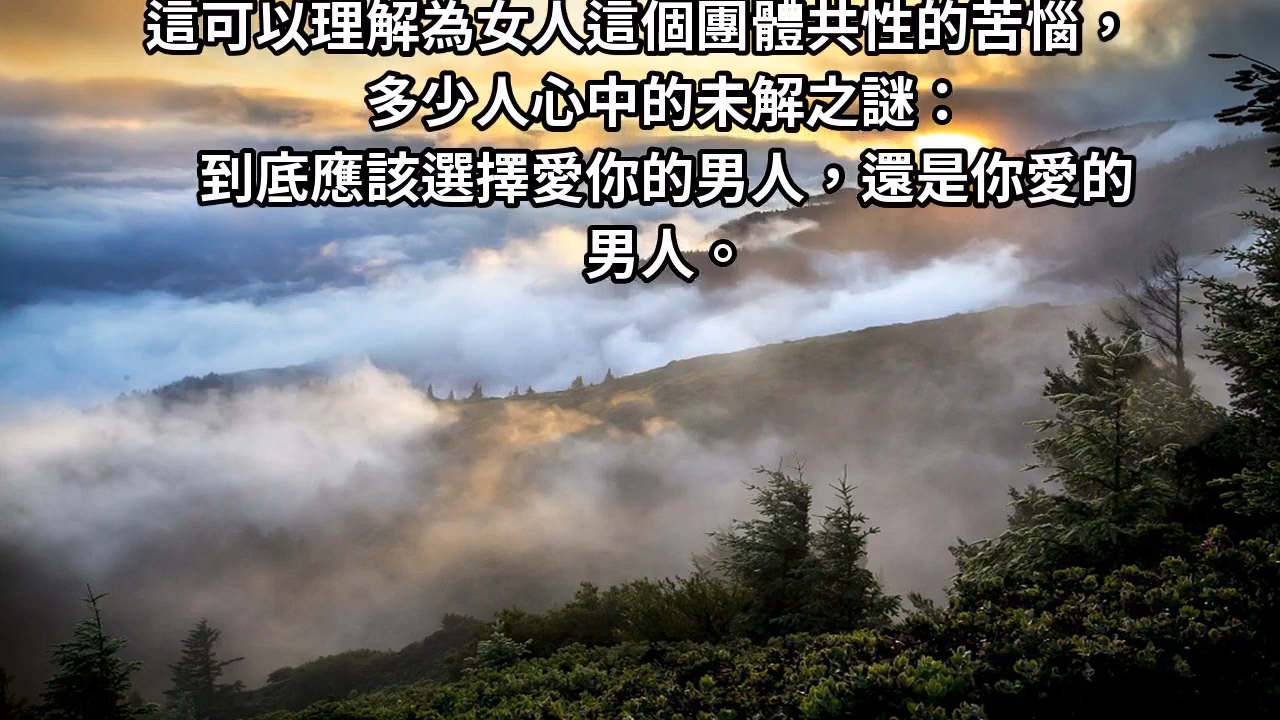 這可以理解為女人這個團體共性的苦惱，
多少人心中的未解之謎：
到底應該選擇愛你的男人，還是你愛的
男人。